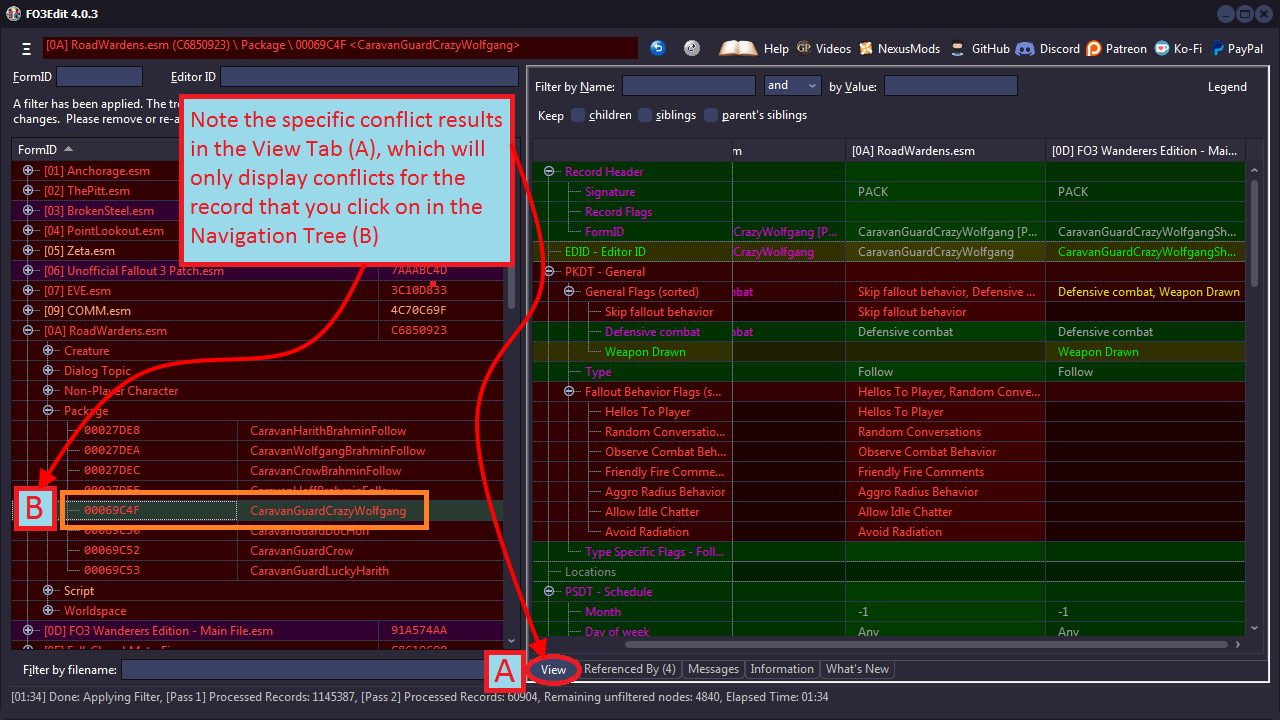 FO3Edit 4.0.3
[0A] RoadWardens.esm (C6850923) \ Package \ 00069C4F <CaravanGuardCrazyWolfgang>
Help Videos NexusMods GitHub Discord Patreon Ko-Fi PayPal
FormID Editor ID
A filter has been applied. The tre
changes. Please remove or re-a
Note the specific conflict results
in the View Tab (A), which will
only display conflicts for the
record that you click on in the
Navigation Tree (B)
FormID
[01] Anchorage.esm
[02] ThePitt.esm
[03] BrokenSteel.esm
[04] PointLookout.esm
[05] Zeta.esm
[06] Unofficial Fallout 3 Patch.esm 7AAABC4D
[07] EVE.esm 3C10D833
[09] COMM.esm 4C70C69F
[0A] RoadWardens.esm C6850923
Creature
Dialog Topic
Non-Player Character
Package
00027DE8 CaravanHarithBrahminFollow
00027DEA CaravanWolfgangBrahminFollow
00027DEC CaravanCrowBrahminFollow
B
00069C4F CaravanGuardCrazyWolfgang
00069C50 CaravanGuardDocHoff
00069C52 CaravanGuardCrow
00069C53 CaravanGuardLuckyHarith
Script
Worldspace
[0D] FO3 Wanderers Edition - Main File.esm 91A574AA
Filter by filename:
A
Filter by Name: and by Value: Legend
Keep children siblings parent's siblings
m [0A] RoadWardens.esm [0D] FO3 Wanderers Edition - Mai...
Record Header
Signature PACK PACK
Record Flags
FormID CrazyWolfgang [P... CaravanGuardCrazyWolfgang [P... CaravanGuardCrazyWolfgangSh...
EDID - Editor ID CrazyWolfgang CaravanGuardCrazyWolfgang CaravanGuardCrazyWolfgangSh...
PKDT - General
General Flags (sorted) mbat Skip fallout behavior, Defensive ... Defensive combat, Weapon Drawn
Skip fallout behavior Skip fallout behavior
Defensive combat mbat Defensive combat Defensive combat
Weapon Drawn Weapon Drawn
Type Follow Follow
Fallout Behavior Flags (s... Hellos To Player, Random Conve...
Hellos To Player Hellos To Player
Random Conversatio... Random Conversations
Observe Combat Beh... Observe Combat Behavior
Friendly Fire Comme... Friendly Fire Comments
Aggro Radius Behavior Aggro Radius Behavior
Allow Idle Chatter Allow Idle Chatter
Avoid Radiation Avoid Radiation
Type Specific Flags - Foll...
Locations
PSDT - Schedule
Month -1 -1
Day of week Any Any
View Referenced By (4) Messages Information What's New
[01:34] Done: Applying Filter, [Pass 1] Processed Records: 1145387, [Pass 2] Processed Records: 60904, Remaining unfiltered nodes: 4840, Elapsed Time: 01:34